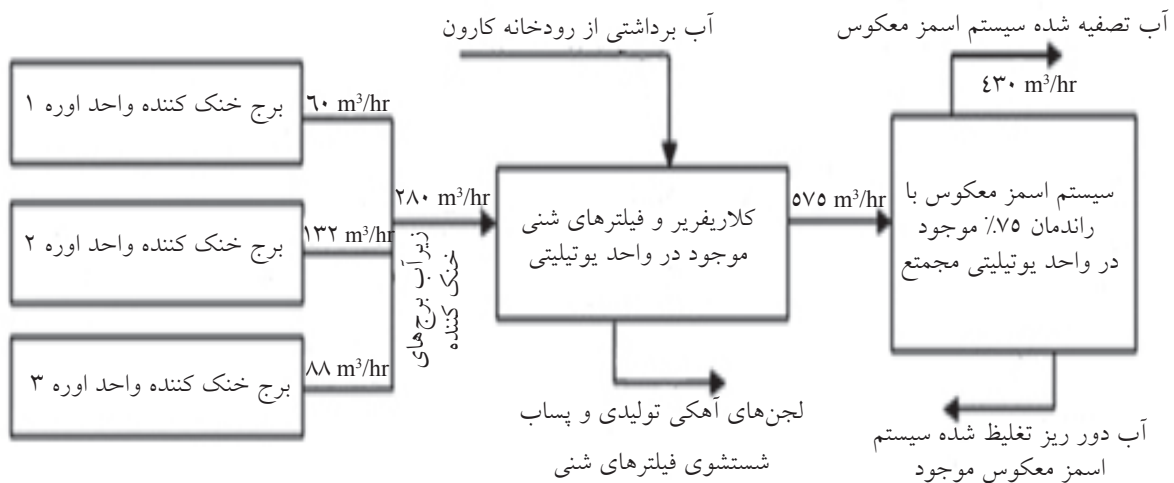 آب برداشتی از رودخانه کارون
آب تصفیه شده سیستم اسمز معکوس
٤٣٠ m³/hr
برج خنک کننده واحد اوره ۱
٦٠ m³/hr
برج خنک کننده واحد اوره ۲
۱۳۲ m³/hr
برج خنک کننده واحد اوره ۳
۸۸ m³/hr
۲۸۰ m³/hr
زیرآب برج‌های
خنک کننده
کلاریفریر و فیلترهای شنی
موجود در واحد یوتیلیتی
٥٧٥ m³/hr
سیستم اسمز معکوس با
راندمان ۷۵٪ موجود
در واحد یوتیلیتی مجمتع
لجن‌های آهکی تولیدی و پساب
شستشوی فیلترهای شنی
آب دور ریز تغلیظ شده سیستم
اسمز معکوس موجود